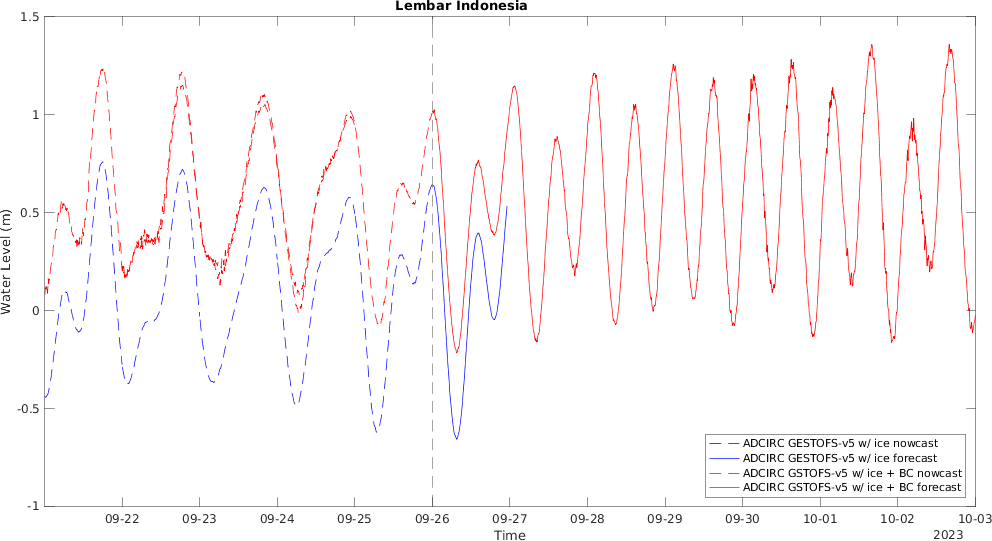 Lembar Indonesia
1.5
1
0.5
0
-0.5
-1
Water Level (m)
09-22 09-23 09-24 09-25 09-26 09-27 09-28 09-29 09-30 10-01 10-02 10-03
Time
2023
ADCIRC GESTOFS-v5 w/ ice nowcast
ADCIRC GESTOFS-v5 w/ ice forecast
ADCIRC GSTOFS-v5 w/ ice + BC nowcast
ADCIRC GSTOFS-v5 w/ ice + BC forecast